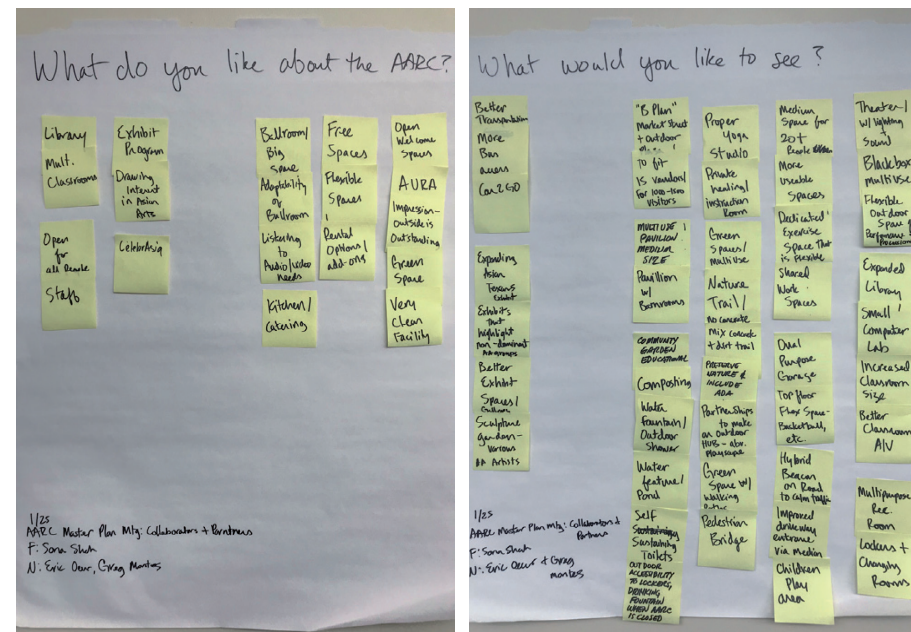 What do you like about the AARC?
Library
Mult.
Classrooms
Open
for
all People
Staff
Exhibit
Program
Drawing
Interest
in Asian
Arts
CelebrAsia
Ballroom/
Big
space
Adaptability
of
Ballroom
Listening
to
Audio/video
needs
Kitchen/
Catering
Free
Spaces
Flexible
Spaces
Rental
Options/
add-ons
Open
Welcome
Spaces
AURA
Impression-
outside is
Outstanding
Green
Space
Very
Clean
Facility
1/25
AARC Master Plan Mtg: Collaborators + Partners
F: Sona Shah
N: Eric Oeur, Greg Montes
What would you like to see?
Better
Transportation
More
Bus
access
Car2Go
Expanding
Asian
Texans
Exhibit
Exhibits
that
highlight
non-dominant
AA groups
Better
Exhibit
Spaces/
Sculpture
garden-
various
AA Artists
"B Plan"
Market Street
+ Outdoor
to fit
15 vendors/
for 1000-1500
visitors
MULTIUSE
PAVILION
MEDIUM
SIZE
Pavillion
w/
Barnrooms
COMMUNITY
GARDEN
EDUCATIONAL
Composting
Water
fountain/
Outdoor
Shower
Water
feature/
Pond
Self
Sustaining
Toilets
OUTDOOR
ACCESSIBILITY
TO LOCKERS,
DRINKING
FOUNTAIN
WHEN AARC
IS CLOSED
Proper
Yoga
Studio
Private
healing/
instruction
Room
Green
Spaces/
Multiuse
Nature
Trail/
no concrete
Mix concrete
+ dirt trail
PRESERVE
NATURE &
INCLUDE
ADA
Partnerships
to make
an Outdoor
HUB - abv.
Playscape
Green
Space w/
Walking
Pedestrian
Bridge
Medium
Space for
20+
People
More
Useable
Spaces
Dedicated
Exercise
Space That
is Flexible
Shared
Work
Spaces
Dual
Purpose
Garage
Top floor
Flex Space-
Basketball,
etc.
Hybrid
Beacon
on Road
to calm traffic
Improved
driveway
entrance
via Median
Children
Play
area
Theater/
w/ lighting
+ Sound
Blackbox
multiuse
Flexible
Outdoor
Space/
Performance
Expanded
Library
Small
Computer
Lab
Increased
Classroom
Size
Better
Classroom
A/V
Multipurpose
Rec.
Room
Lockers +
Changing
Rooms
1/25
AARC Master Plan Mtg: Collaborators +
Partners
F: Sona Shah
N: Eric Oeur + Greg
Montes